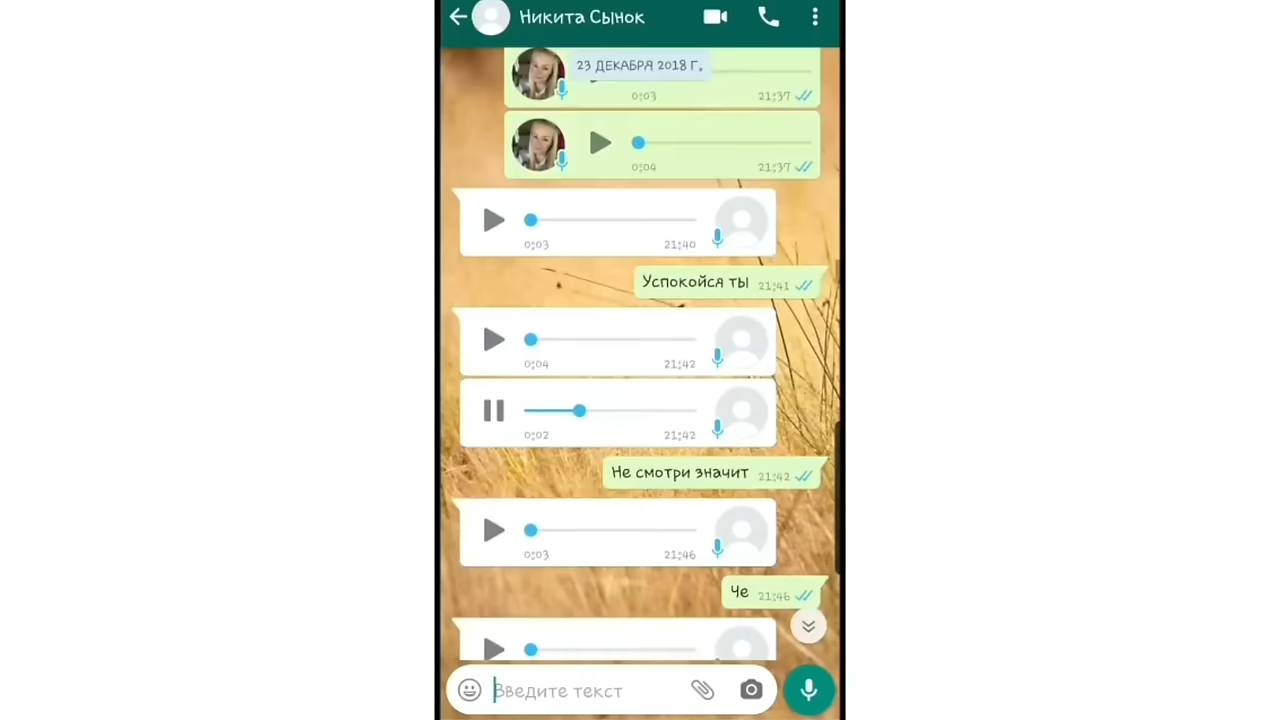 Никита Сынок
23 ДЕКАБРЯ 2018 Г.
0:03 21:37
0:04 21:37
0:03 21:40
Успокойся ты 21:41
0:04 21:42
0:02 21:42
Не смотри значит 21:42
0:03 21:46
Че 21:46
Введите текст